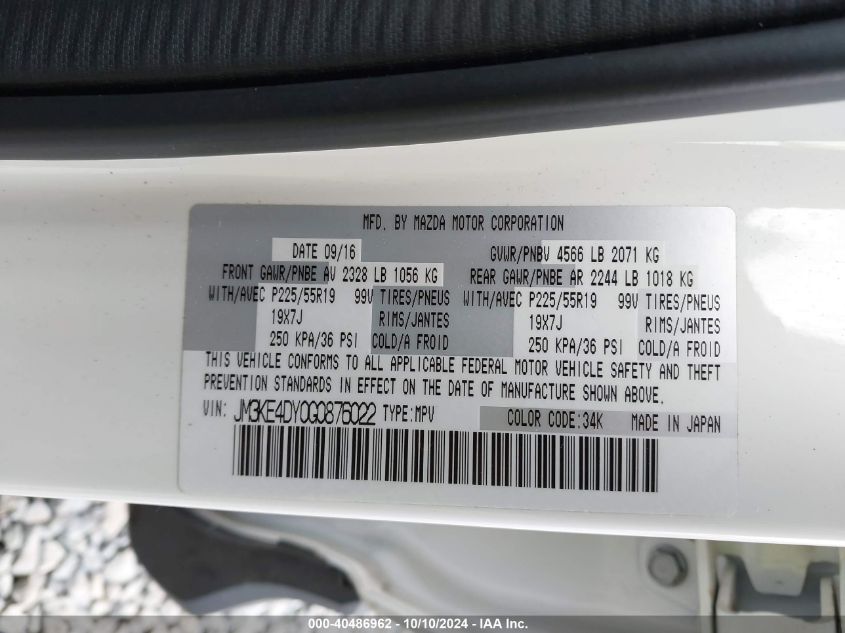 MFD. BY MAZDA MOTOR CORPORATION
DATE 09/16 GVWR/PNBV 4566 LB 2071 KG
FRONT GAWR/PNBE AV 2328 LB 1056 KG REAR GAWR/PNBE AR 2244 LB 1018 KG
WITH/AVEC P225/55R19 99V TIRES/PNEUS WITH/AVEC P225/55R19 99V TIRES/PNEUS
19X7J RIMS/JANTES 19X7J RIMS/JANTES
250 KPA/36 PSI COLD/A FROID 250 KPA/36 PSI COLD/A FROID
THIS VEHICLE CONFORMS TO ALL APPLICABLE FEDERAL MOTOR VEHICLE SAFETY AND THEFT
PREVENTION STANDARDS IN EFFECT ON THE DATE OF MANUFACTURE SHOWN ABOVE.
VIN: JM3KE4DY0G0876022 TYPE:MPV COLOR CODE:34K MADE IN JAPAN
000-40486962 - 10/10/2024 - IAA Inc.